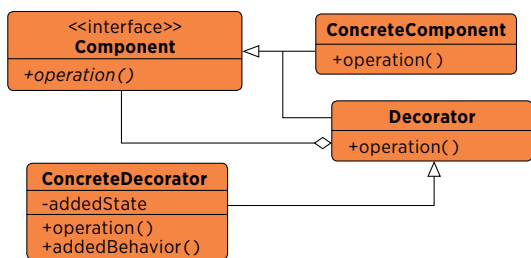 <<interface>>
Component
+operation()
ConcreteComponent
+operation()
Decorator
+operation()
ConcreteDecorator
-addedState
+operation()
+addedBehavior()